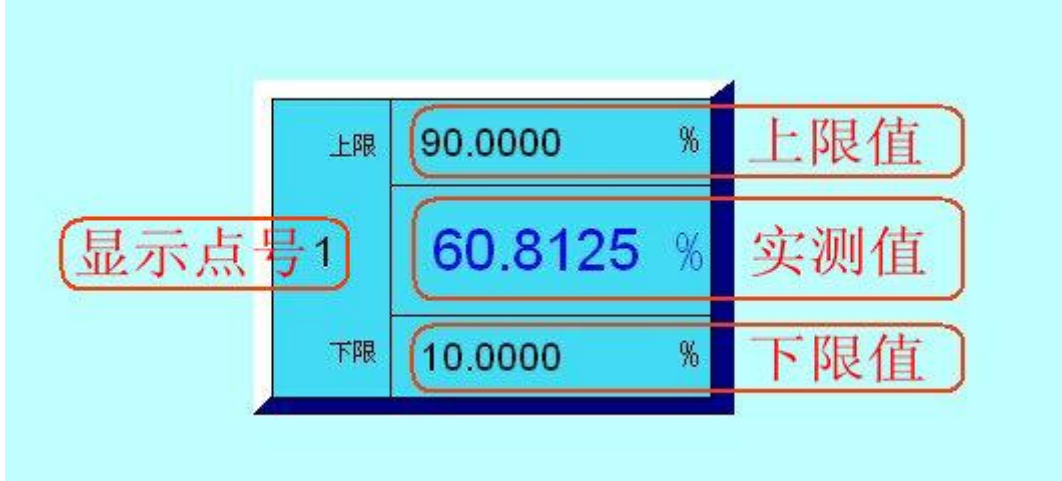 上限 90.0000 % 上限值
显示点号 1 60.8125 % 实测值
下限 10.0000 % 下限值